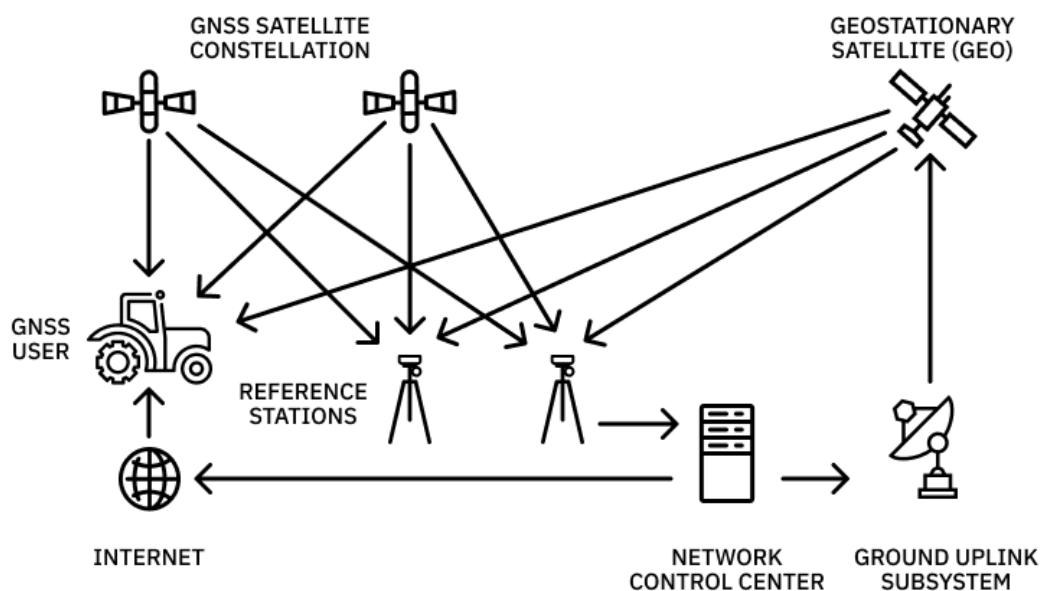 GNSS SATELLITE
CONSTELLATION
GEOSTATIONARY
SATELLITE (GEO)
GNSS
USER
REFERENCE
STATIONS
INTERNET
NETWORK
CONTROL CENTER
GROUND UPLINK
SUBSYSTEM